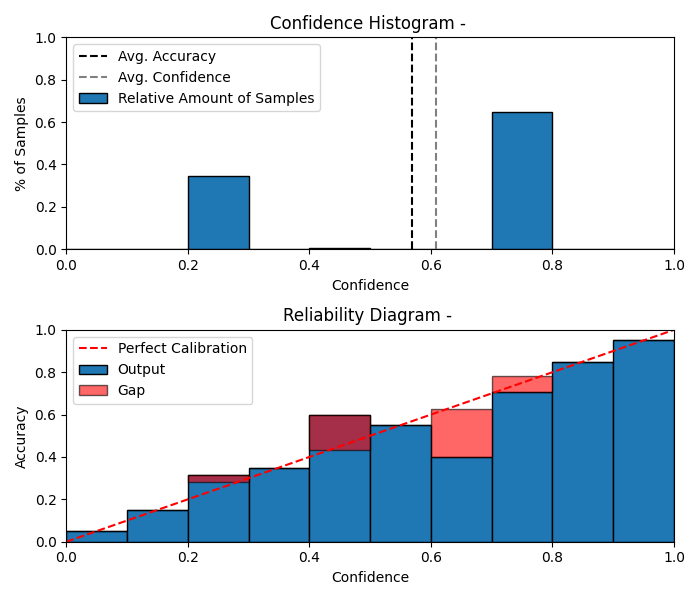 Confidence Histogram -
1.0
0.8
0.6
0.4
0.2
0.0
% of Samples
Avg. Accuracy
Avg. Confidence
Relative Amount of Samples
0.0 0.2 0.4 0.6 0.8 1.0
Confidence
Reliability Diagram -
1.0
0.8
0.6
0.4
0.2
0.0
Accuracy
Perfect Calibration
Output
Gap
0.0 0.2 0.4 0.6 0.8 1.0
Confidence